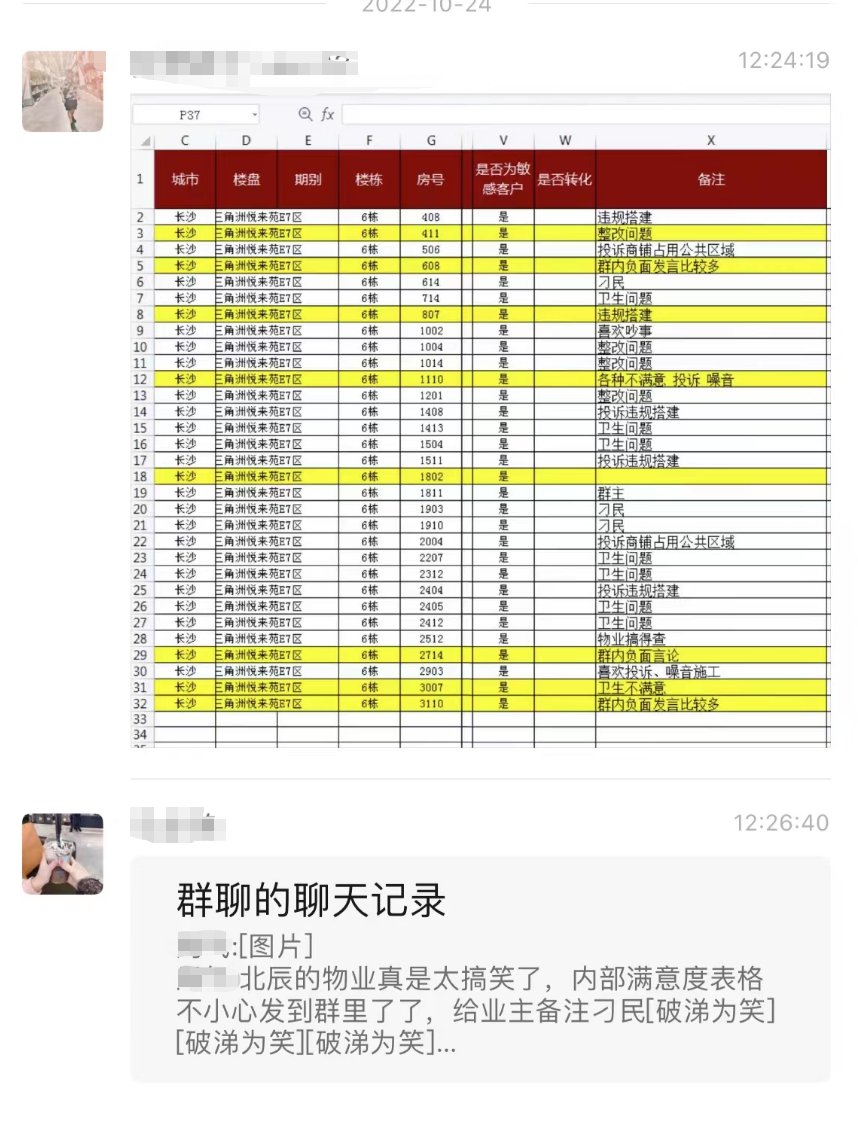 2022-10-24
12:24:19
P37 fx
C D E F G V W X
1 城市 楼盘 期别 楼栋 房号 是否为敏感客户 是否转化 备注
2 长沙 三角洲悦来苑E7区 6栋 408 是 违规搭建
3 长沙 三角洲悦来苑E7区 6栋 411 是 整改问题
4 长沙 三角洲悦来苑E7区 6栋 506 是 投诉商铺占用公共区域
5 长沙 三角洲悦来苑E7区 6栋 608 是 群内负面发言比较多
6 长沙 三角洲悦来苑E7区 6栋 614 是 刁民
7 长沙 三角洲悦来苑E7区 6栋 714 是 卫生问题
8 长沙 三角洲悦来苑E7区 6栋 807 是 违规搭建
9 长沙 三角洲悦来苑E7区 6栋 1002 是 喜欢吵事
10 长沙 三角洲悦来苑E7区 6栋 1004 是 整改问题
11 长沙 三角洲悦来苑E7区 6栋 1014 是 整改问题
12 长沙 三角洲悦来苑E7区 6栋 1110 是 各种不满意 投诉 噪音
13 长沙 三角洲悦来苑E7区 6栋 1201 是 整改问题
14 长沙 三角洲悦来苑E7区 6栋 1408 是 投诉违规搭建
15 长沙 三角洲悦来苑E7区 6栋 1413 是 卫生问题
16 长沙 三角洲悦来苑E7区 6栋 1504 是 卫生问题
17 长沙 三角洲悦来苑E7区 6栋 1511 是 投诉违规搭建
18 长沙 三角洲悦来苑E7区 6栋 1802 是
19 长沙 三角洲悦来苑E7区 6栋 1811 是 群主
20 长沙 三角洲悦来苑E7区 6栋 1903 是 刁民
21 长沙 三角洲悦来苑E7区 6栋 1910 是 刁民
22 长沙 三角洲悦来苑E7区 6栋 2004 是 投诉商铺占用公共区域
23 长沙 三角洲悦来苑E7区 6栋 2207 是 卫生问题
24 长沙 三角洲悦来苑E7区 6栋 2312 是 卫生问题
25 长沙 三角洲悦来苑E7区 6栋 2404 是 投诉违规搭建
26 长沙 三角洲悦来苑E7区 6栋 2405 是 卫生问题
27 长沙 三角洲悦来苑E7区 6栋 2412 是 卫生问题
28 长沙 三角洲悦来苑E7区 6栋 2512 是 物业搞得查
29 长沙 三角洲悦来苑E7区 6栋 2714 是 群内负面言论
30 长沙 三角洲悦来苑E7区 6栋 2903 是 喜欢投诉、噪音施工
31 长沙 三角洲悦来苑E7区 6栋 3007 是 卫生不满意
32 长沙 三角洲悦来苑E7区 6栋 3110 是 群内负面发言比较多
33
34
12:26:40
群聊的聊天记录
:[图片]
北辰的物业真是太搞笑了，内部满意度表格
不小心发到群里了了，给业主备注刁民[破涕为笑]
[破涕为笑][破涕为笑]...